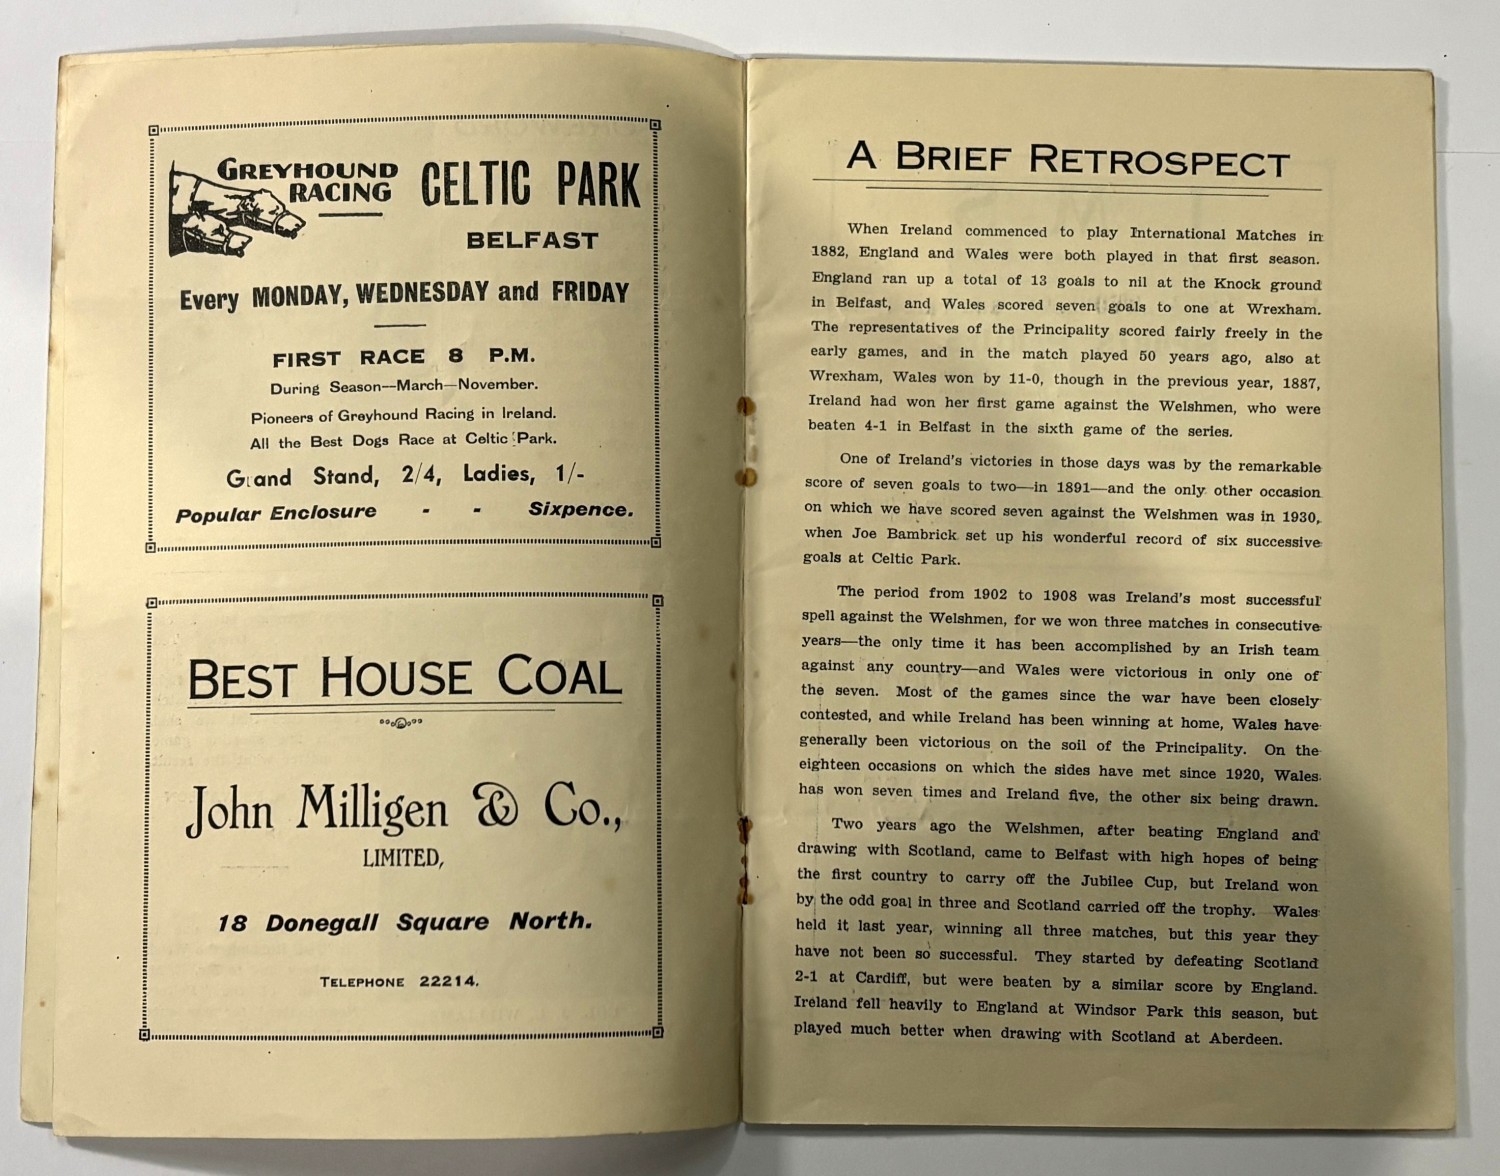 GREYHOUND
RACING
CELTIC PARK
BELFAST
Every MONDAY, WEDNESDAY and FRIDAY
FIRST RACE 8 P.M.
During Season—March—November.
Pioneers of Greyhound Racing in Ireland.
All the Best Dogs Race at Celtic Park.
Grand Stand, 2/4, Ladies, 1/-
Popular Enclosure - - Sixpence.
BEST HOUSE COAL
John Milligen & Co.,
LIMITED,
18 Donegall Square North.
TELEPHONE 22214.
A BRIEF RETROSPECT
When Ireland commenced to play International Matches in
1882, England and Wales were both played in that first season.
England ran up a total of 13 goals to nil at the Knock ground
in Belfast, and Wales scored seven goals to one at Wrexham.
The representatives of the Principality scored fairly freely in the
early games, and in the match played 50 years ago, also at
Wrexham, Wales won by 11-0, though in the previous year, 1887,
Ireland had won her first game against the Welshmen, who were
beaten 4-1 in Belfast in the sixth game of the series.
One of Ireland's victories in those days was by the remarkable
score of seven goals to two—in 1891—and the only other occasion
on which we have scored seven against the Welshmen was in 1930,
when Joe Bambrick set up his wonderful record of six successive
goals at Celtic Park.
The period from 1902 to 1908 was Ireland's most successful
spell against the Welshmen, for we won three matches in consecutive
years—the only time it has been accomplished by an Irish team
against any country—and Wales were victorious in only one of
the seven. Most of the games since the war have been closely
contested, and while Ireland has been winning at home, Wales have
generally been victorious on the soil of the Principality. On the
eighteen occasions on which the sides have met since 1920, Wales
has won seven times and Ireland five, the other six being drawn.
Two years ago the Welshmen, after beating England and
drawing with Scotland, came to Belfast with high hopes of being
the first country to carry off the Jubilee Cup, but Ireland won
by the odd goal in three and Scotland carried off the trophy. Wales
held it last year, winning all three matches, but this year they
have not been so successful. They started by defeating Scotland
2-1 at Cardiff, but were beaten by a similar score by England.
Ireland fell heavily to England at Windsor Park this season, but
played much better when drawing with Scotland at Aberdeen.